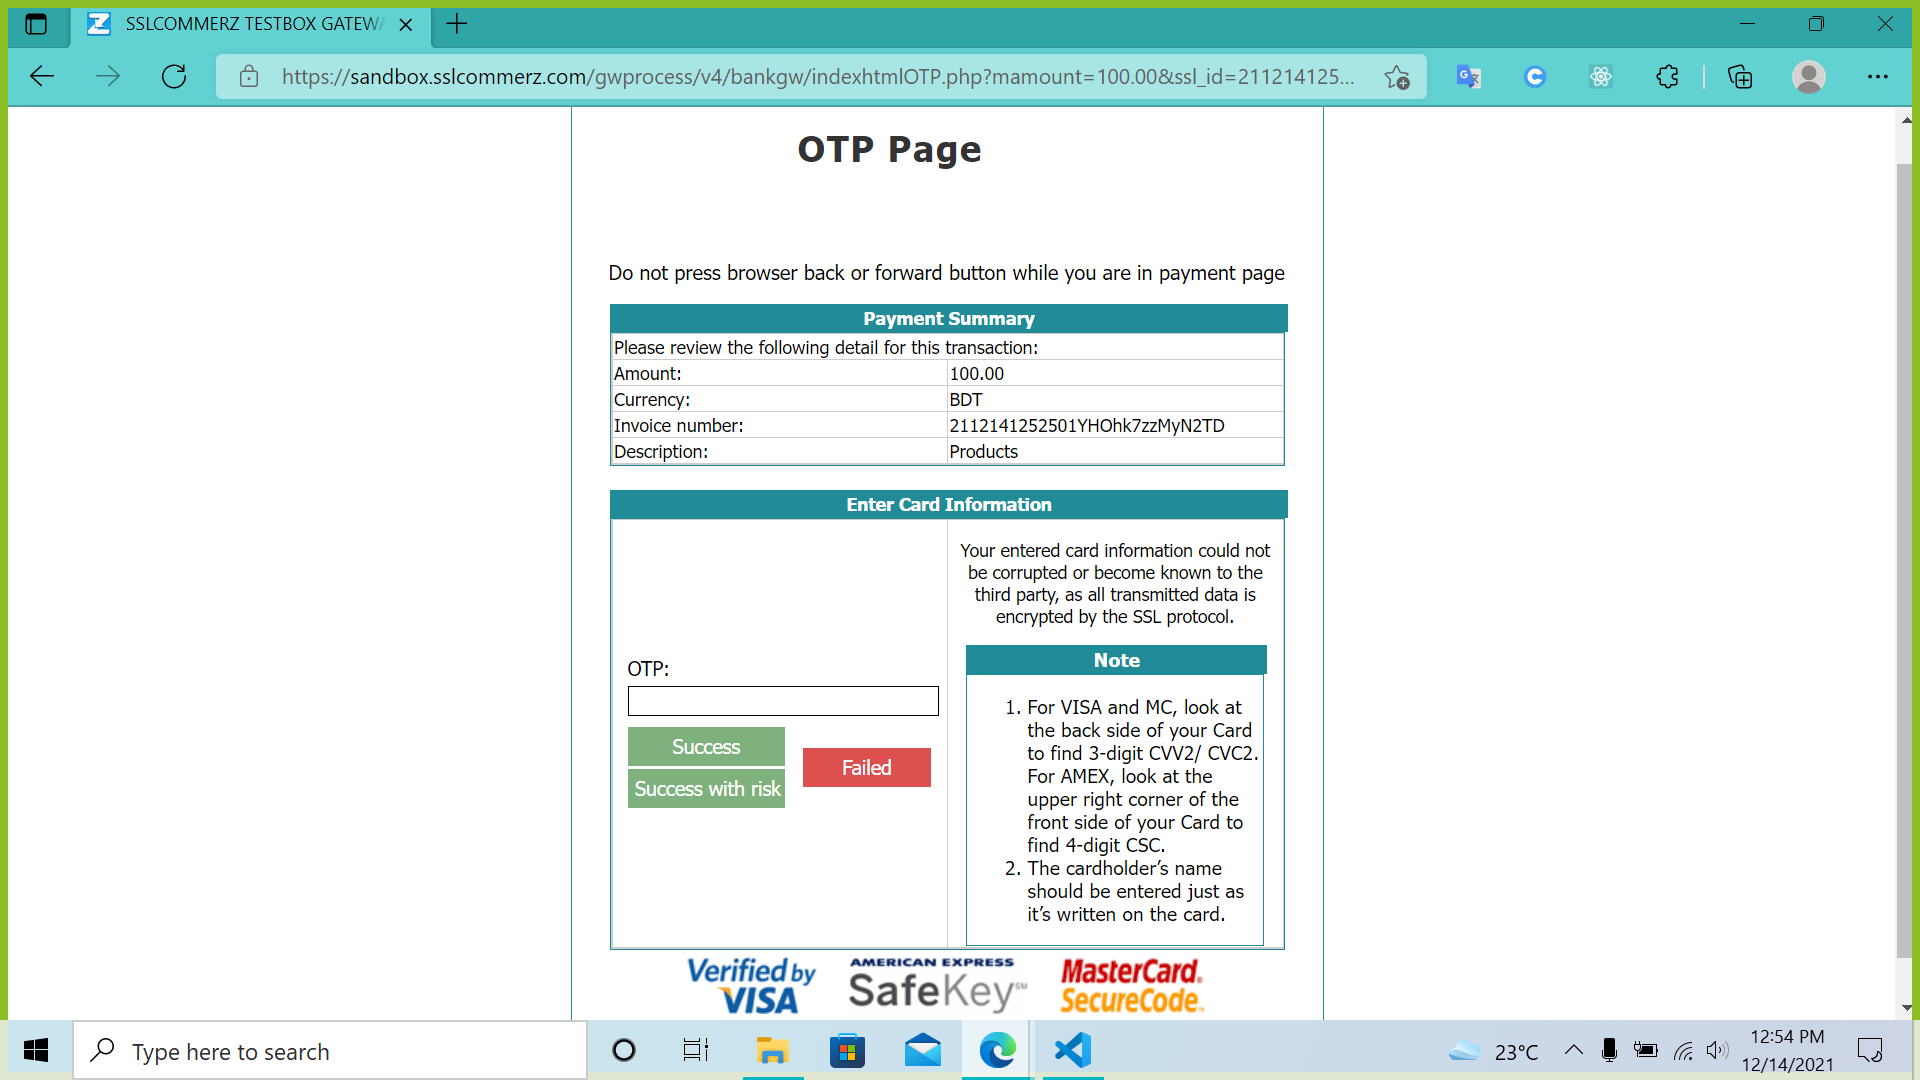 SSLCOMMERZ TESTBOX GATEWA
https://sandbox.sslcommerz.com/gwprocess/v4/bankgw/indexhtmlOTP.php?mamount=100.00&ssl_id=211214125...
OTP Page
Do not press browser back or forward button while you are in payment page
Payment Summary
Please review the following detail for this transaction:
Amount: 100.00
Currency: BDT
Invoice number: 2112141252501YHOhk7zzMyN2TD
Description: Products
Enter Card Information
OTP:
Success
Success with risk
Failed
Your entered card information could not
be corrupted or become known to the
third party, as all transmitted data is
encrypted by the SSL protocol.
Note
1. For VISA and MC, look at
the back side of your Card
to find 3-digit CVV2/ CVC2.
For AMEX, look at the
upper right corner of the
front side of your Card to
find 4-digit CSC.
2. The cardholder’s name
should be entered just as
it’s written on the card.
Verified by
VISA
AMERICAN EXPRESS
SafeKey SM
MasterCard.
SecureCode.
Type here to search
23°C
12:54 PM
12/14/2021